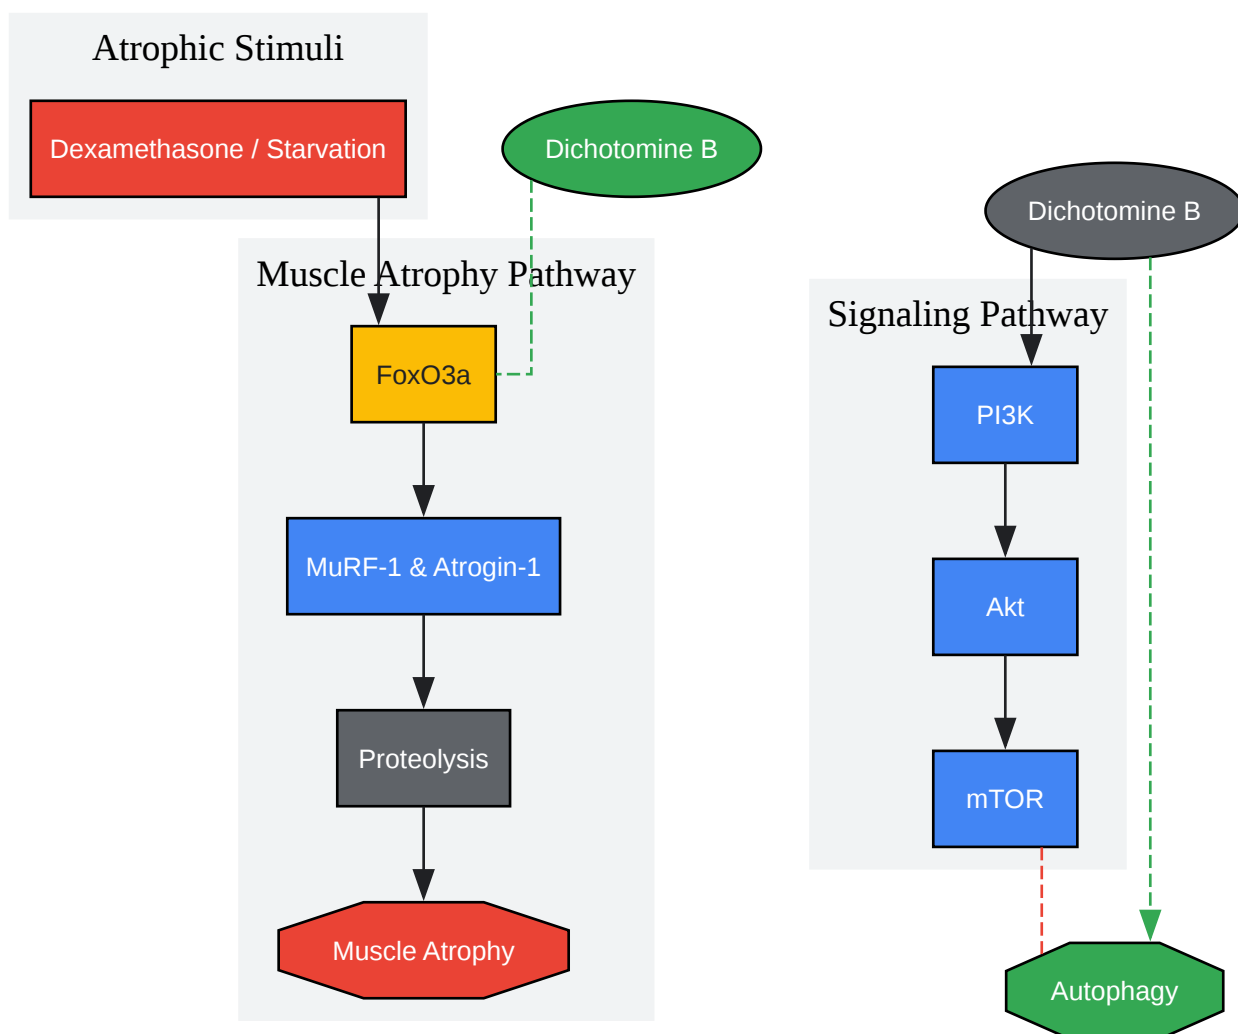 Atrophic Stimuli
Dexamethasone / Starvation
Dichotomine B
Muscle Atrophy Pathway
FoxO3a
MuRF-1 & Atrogin-1
Proteolysis
Muscle Atrophy
Dichotomine B
Signaling Pathway
PI3K
Akt
mTOR
Autophagy